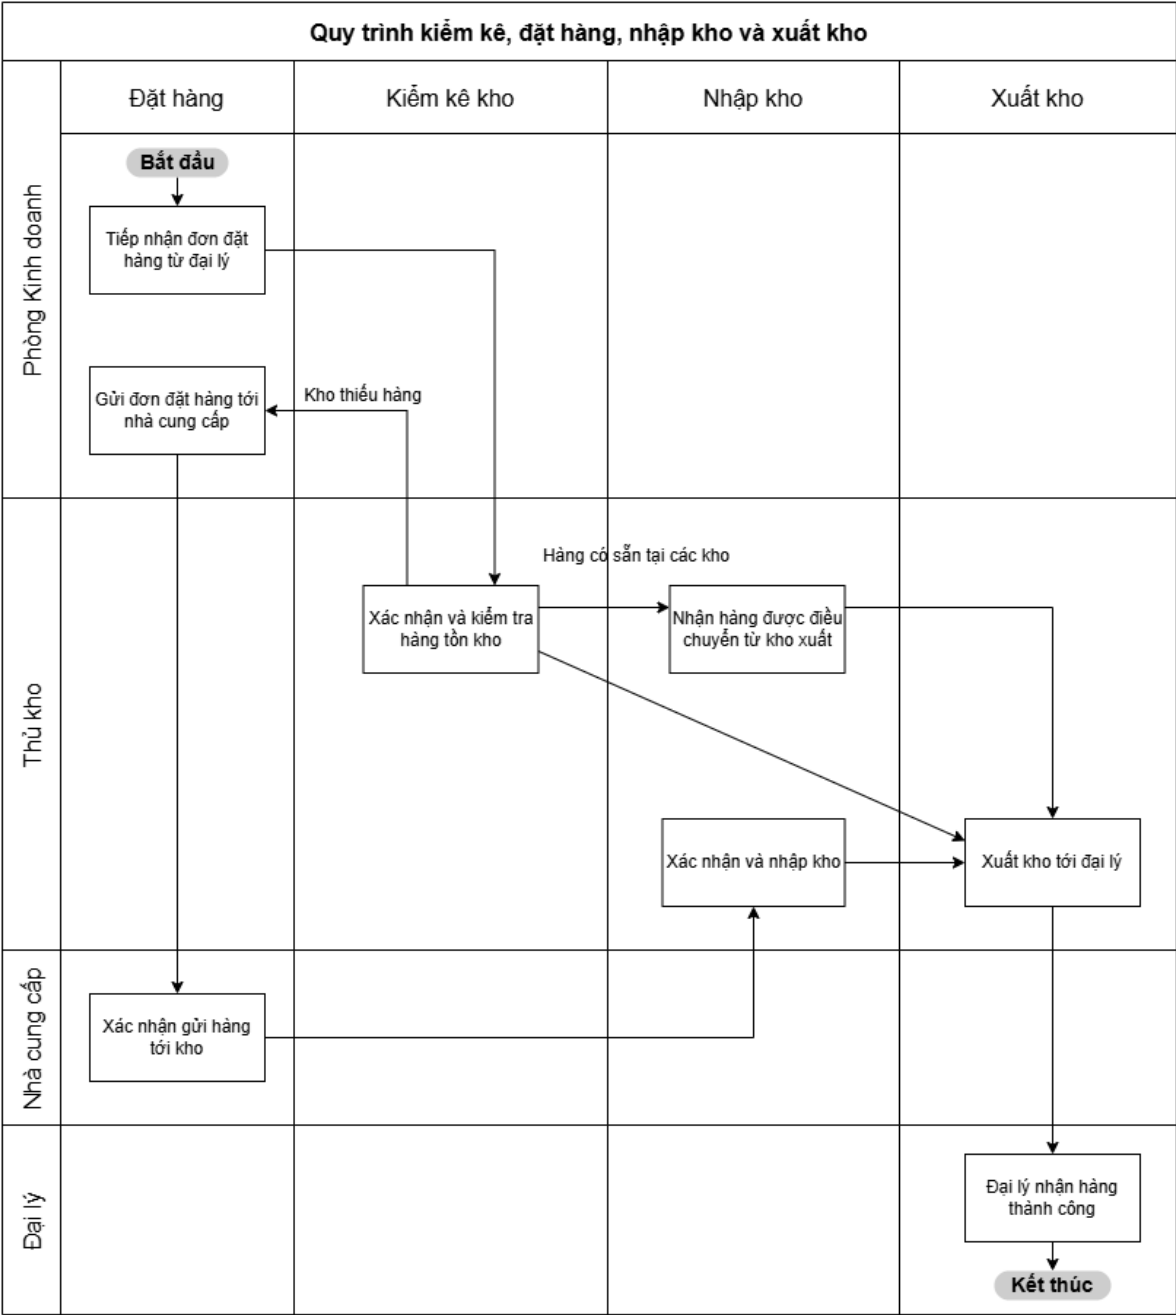 Quy trình kiểm kê, đặt hàng, nhập kho và xuất kho
Đặt hàng
Kiểm kê kho
Nhập kho
Xuất kho
Phòng Kinh doanh
Bắt đầu
Tiếp nhận đơn đặt
hàng từ đại lý
Gửi đơn đặt hàng tới
nhà cung cấp
Kho thiếu hàng
Thủ kho
Hàng có sẵn tại các kho
Xác nhận và kiểm tra
hàng tồn kho
Nhận hàng được điều
chuyển từ kho xuất
Xác nhận và nhập kho
Xuất kho tới đại lý
Nhà cung cấp
Xác nhận gửi hàng
tới kho
Đại lý
Đại lý nhận hàng
thành công
Kết thúc